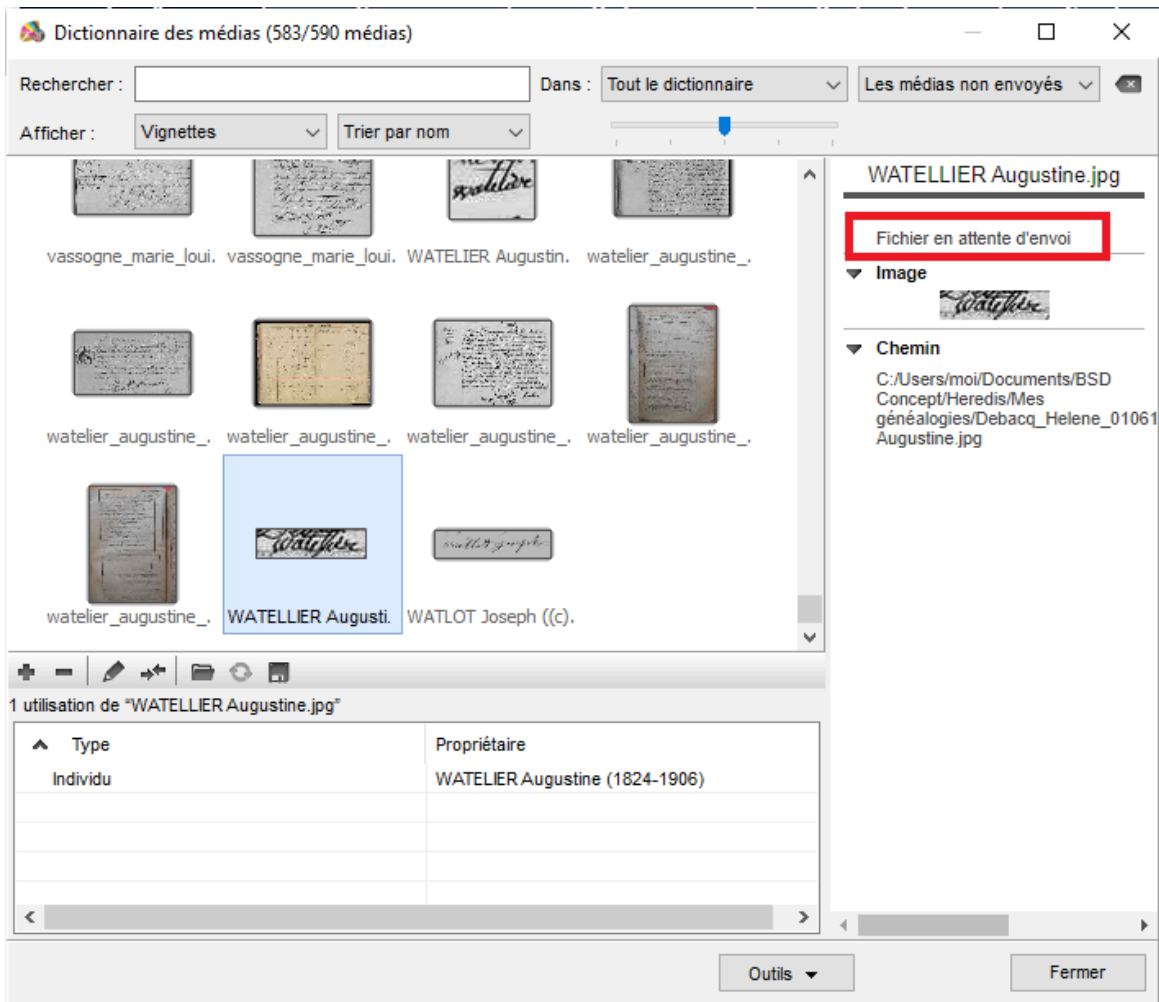 Dictionnaire des médias (583/590 médias)
Rechercher :
Dans :
Tout le dictionnaire
Les médias non envoyés
Afficher :
Vignettes
Trier par nom
vassogne_marie_loui.
vassogne_marie_loui.
WATELIER Augustin.
watelier_augustine_.
watelier_augustine_.
watelier_augustine_.
watelier_augustine_.
watelier_augustine_.
watelier_augustine_.
WATELLIER Augusti.
WATLOT Joseph ((c).
1 utilisation de “WATELLIER Augustine.jpg”
Type
Propriétaire
Individu
WATELIER Augustine (1824-1906)
WATELLIER Augustine.jpg
Fichier en attente d'envoi
Image
Chemin
C:/Users/moi/Documents/BSD
Concept/Heredis/Mes
généalogies/Debacq_Helene_01061
Augustine.jpg
Outils
Fermer